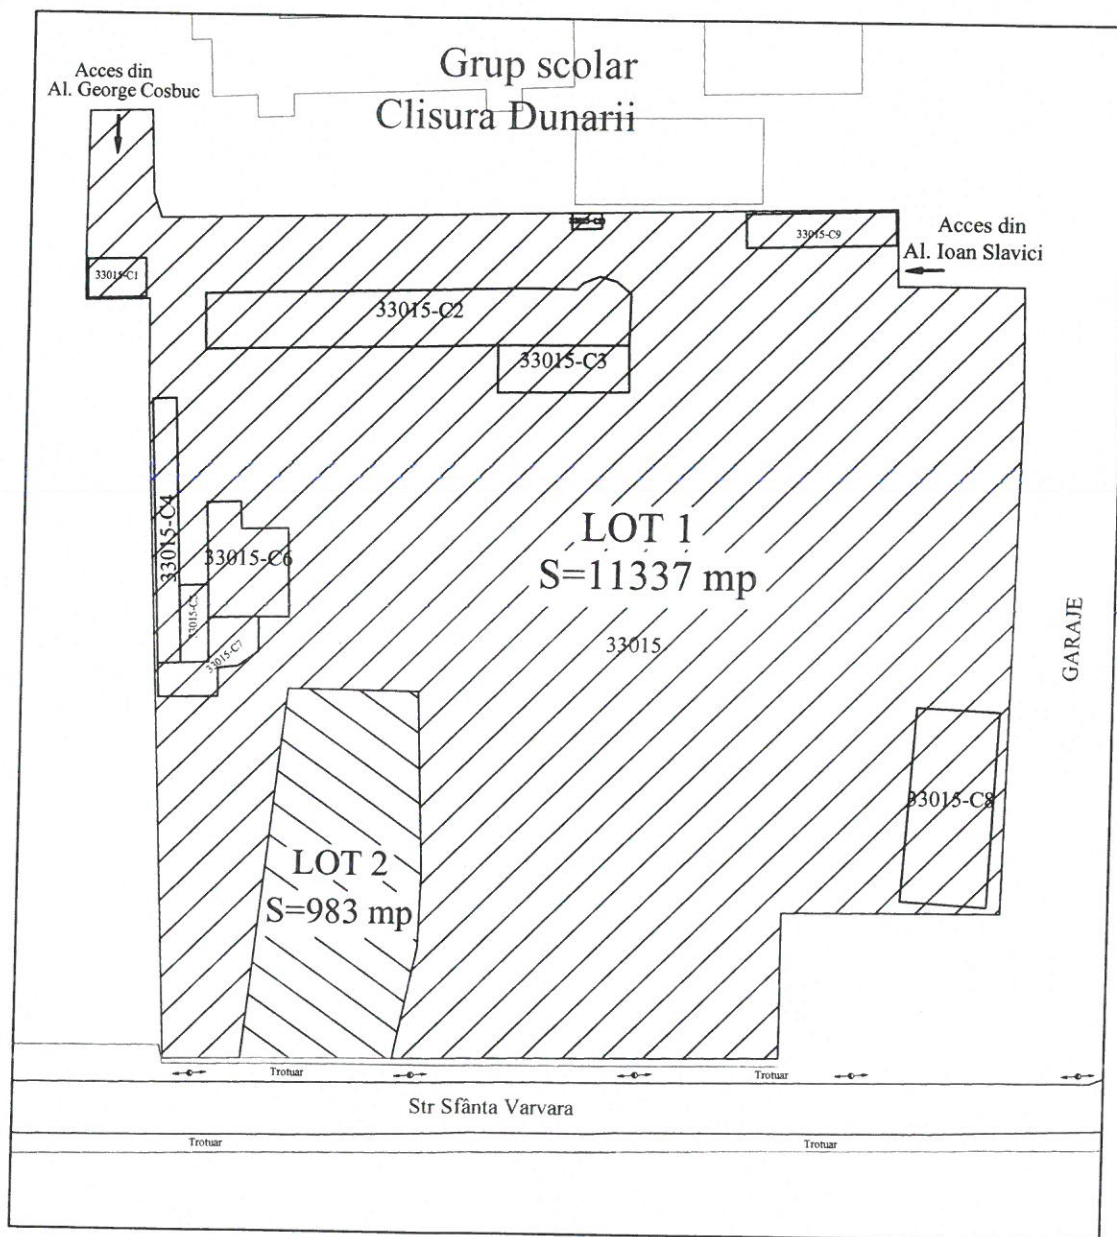 Grup scolar
Clisura Dunarii
Acces din
Al. George Cosbuc
Acces din
Al. Ioan Slavici
33015-C9
33015-C1
33015-C2
33015-C3
33015-C4
33015-C6
33015-C7
LOT 1
S=11337 mp
33015
GARAJE
33015-C8
LOT 2
S=983 mp
Trotuar
Trotuar
Str Sfânta Varvara
Trotuar
Trotuar